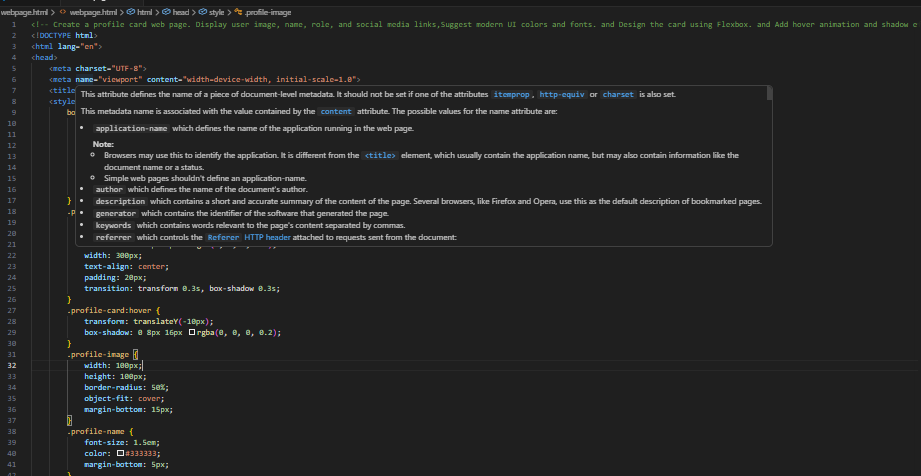 webpage.html > webpage.html > html > head > style > .profile-image
1 <!-- Create a profile card web page. Display user image, name, role, and social media links,Suggest modern UI colors and fonts. and Design the card using Flexbox. and Add hover animation and shadow e
2 <!DOCTYPE html>
3 <html lang="en">
4 <head>
5 <meta charset="UTF-8">
6 <meta name="viewport" content="width=device-width, initial-scale=1.0">
7 <title
This attribute defines the name of a piece of document-level metadata. It should not be set if one of the attributes itemprop, http-equiv or charset is also set.
8 <style
9 bo
This metadata name is associated with the value contained by the content attribute. The possible values for the name attribute are:
10
11 • application-name which defines the name of the application running in the web page.
12 Note:
13 ○ Browsers may use this to identify the application. It is different from the <title> element, which usually contain the application name, but may also contain information like the
14 document name or a status.
15 ○ Simple web pages shouldn't define an application-name.
16 • author which defines the name of the document's author.
17 } • description which contains a short and accurate summary of the content of the page. Several browsers, like Firefox and Opera, use this as the default description of bookmarked pages.
18 .p • generator which contains the identifier of the software that generated the page.
19 • keywords which contains words relevant to the page's content separated by commas.
20 • referrer which controls the Referer HTTP header attached to requests sent from the document:
21
22 width: 300px;
23 text-align: center;
24 padding: 20px;
25 transition: transform 0.3s, box-shadow 0.3s;
26 }
27 .profile-card:hover {
28 transform: translateY(-10px);
29 box-shadow: 0 8px 16px rgba(0, 0, 0, 0.2);
30 }
31 .profile-image {
32 width: 100px;
33 height: 100px;
34 border-radius: 50%;
35 object-fit: cover;
36 margin-bottom: 15px;
37 }
38 .profile-name {
39 font-size: 1.5em;
40 color: #333333;
41 margin-bottom: 5px;
42 }